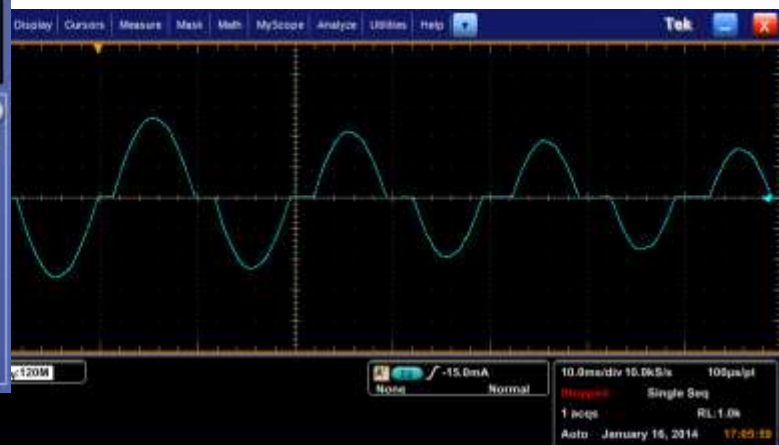 Display Cursors Measure Mask Math MyScope Analyze Utilities Help Tek X
:120M
-15.0mA
None Normal
10.0ms/div 10.0kS/s 100µs/pt
Stopped Single Seq
1 acqs RL:1.0k
Auto January 16, 2014